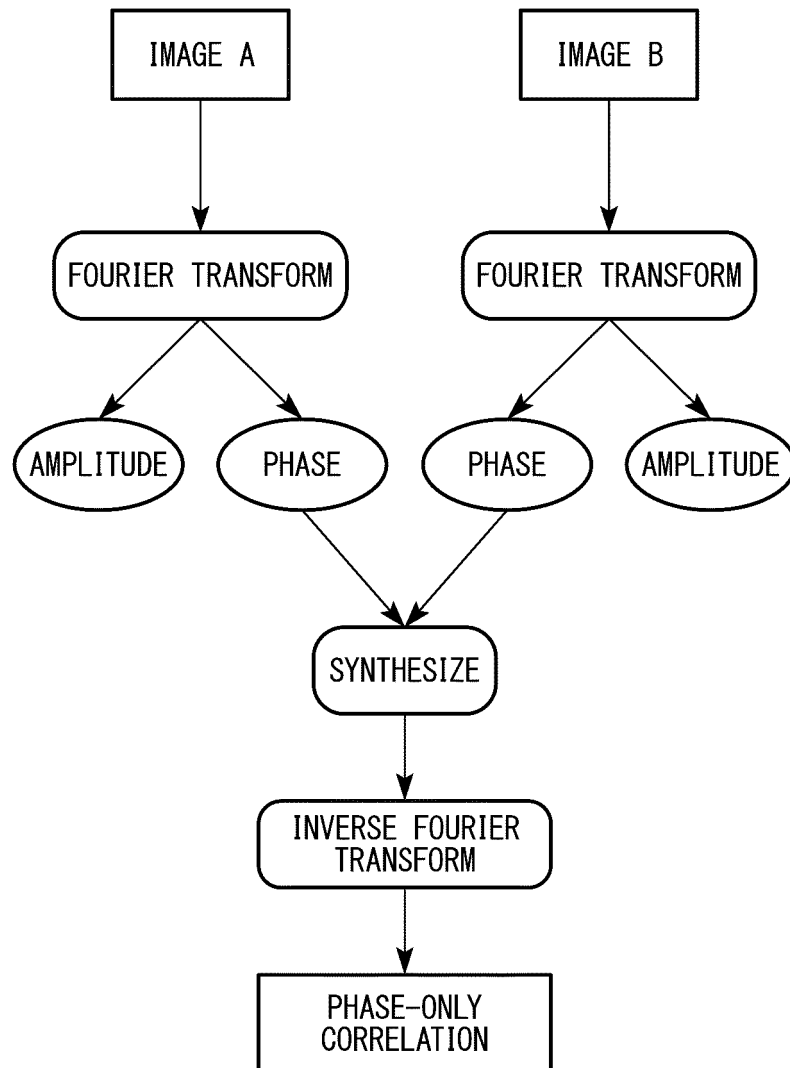 IMAGE A
IMAGE B
FOURIER TRANSFORM
FOURIER TRANSFORM
AMPLITUDE
PHASE
PHASE
AMPLITUDE
SYNTHESIZE
INVERSE FOURIER
TRANSFORM
PHASE-ONLY
CORRELATION